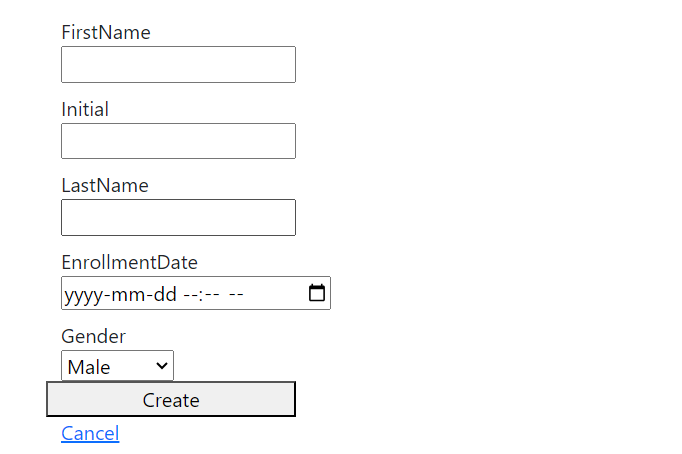 FirstName
Initial
LastName
EnrollmentDate
yyyy-mm-dd --:-- --
Gender
Male
Create
Cancel